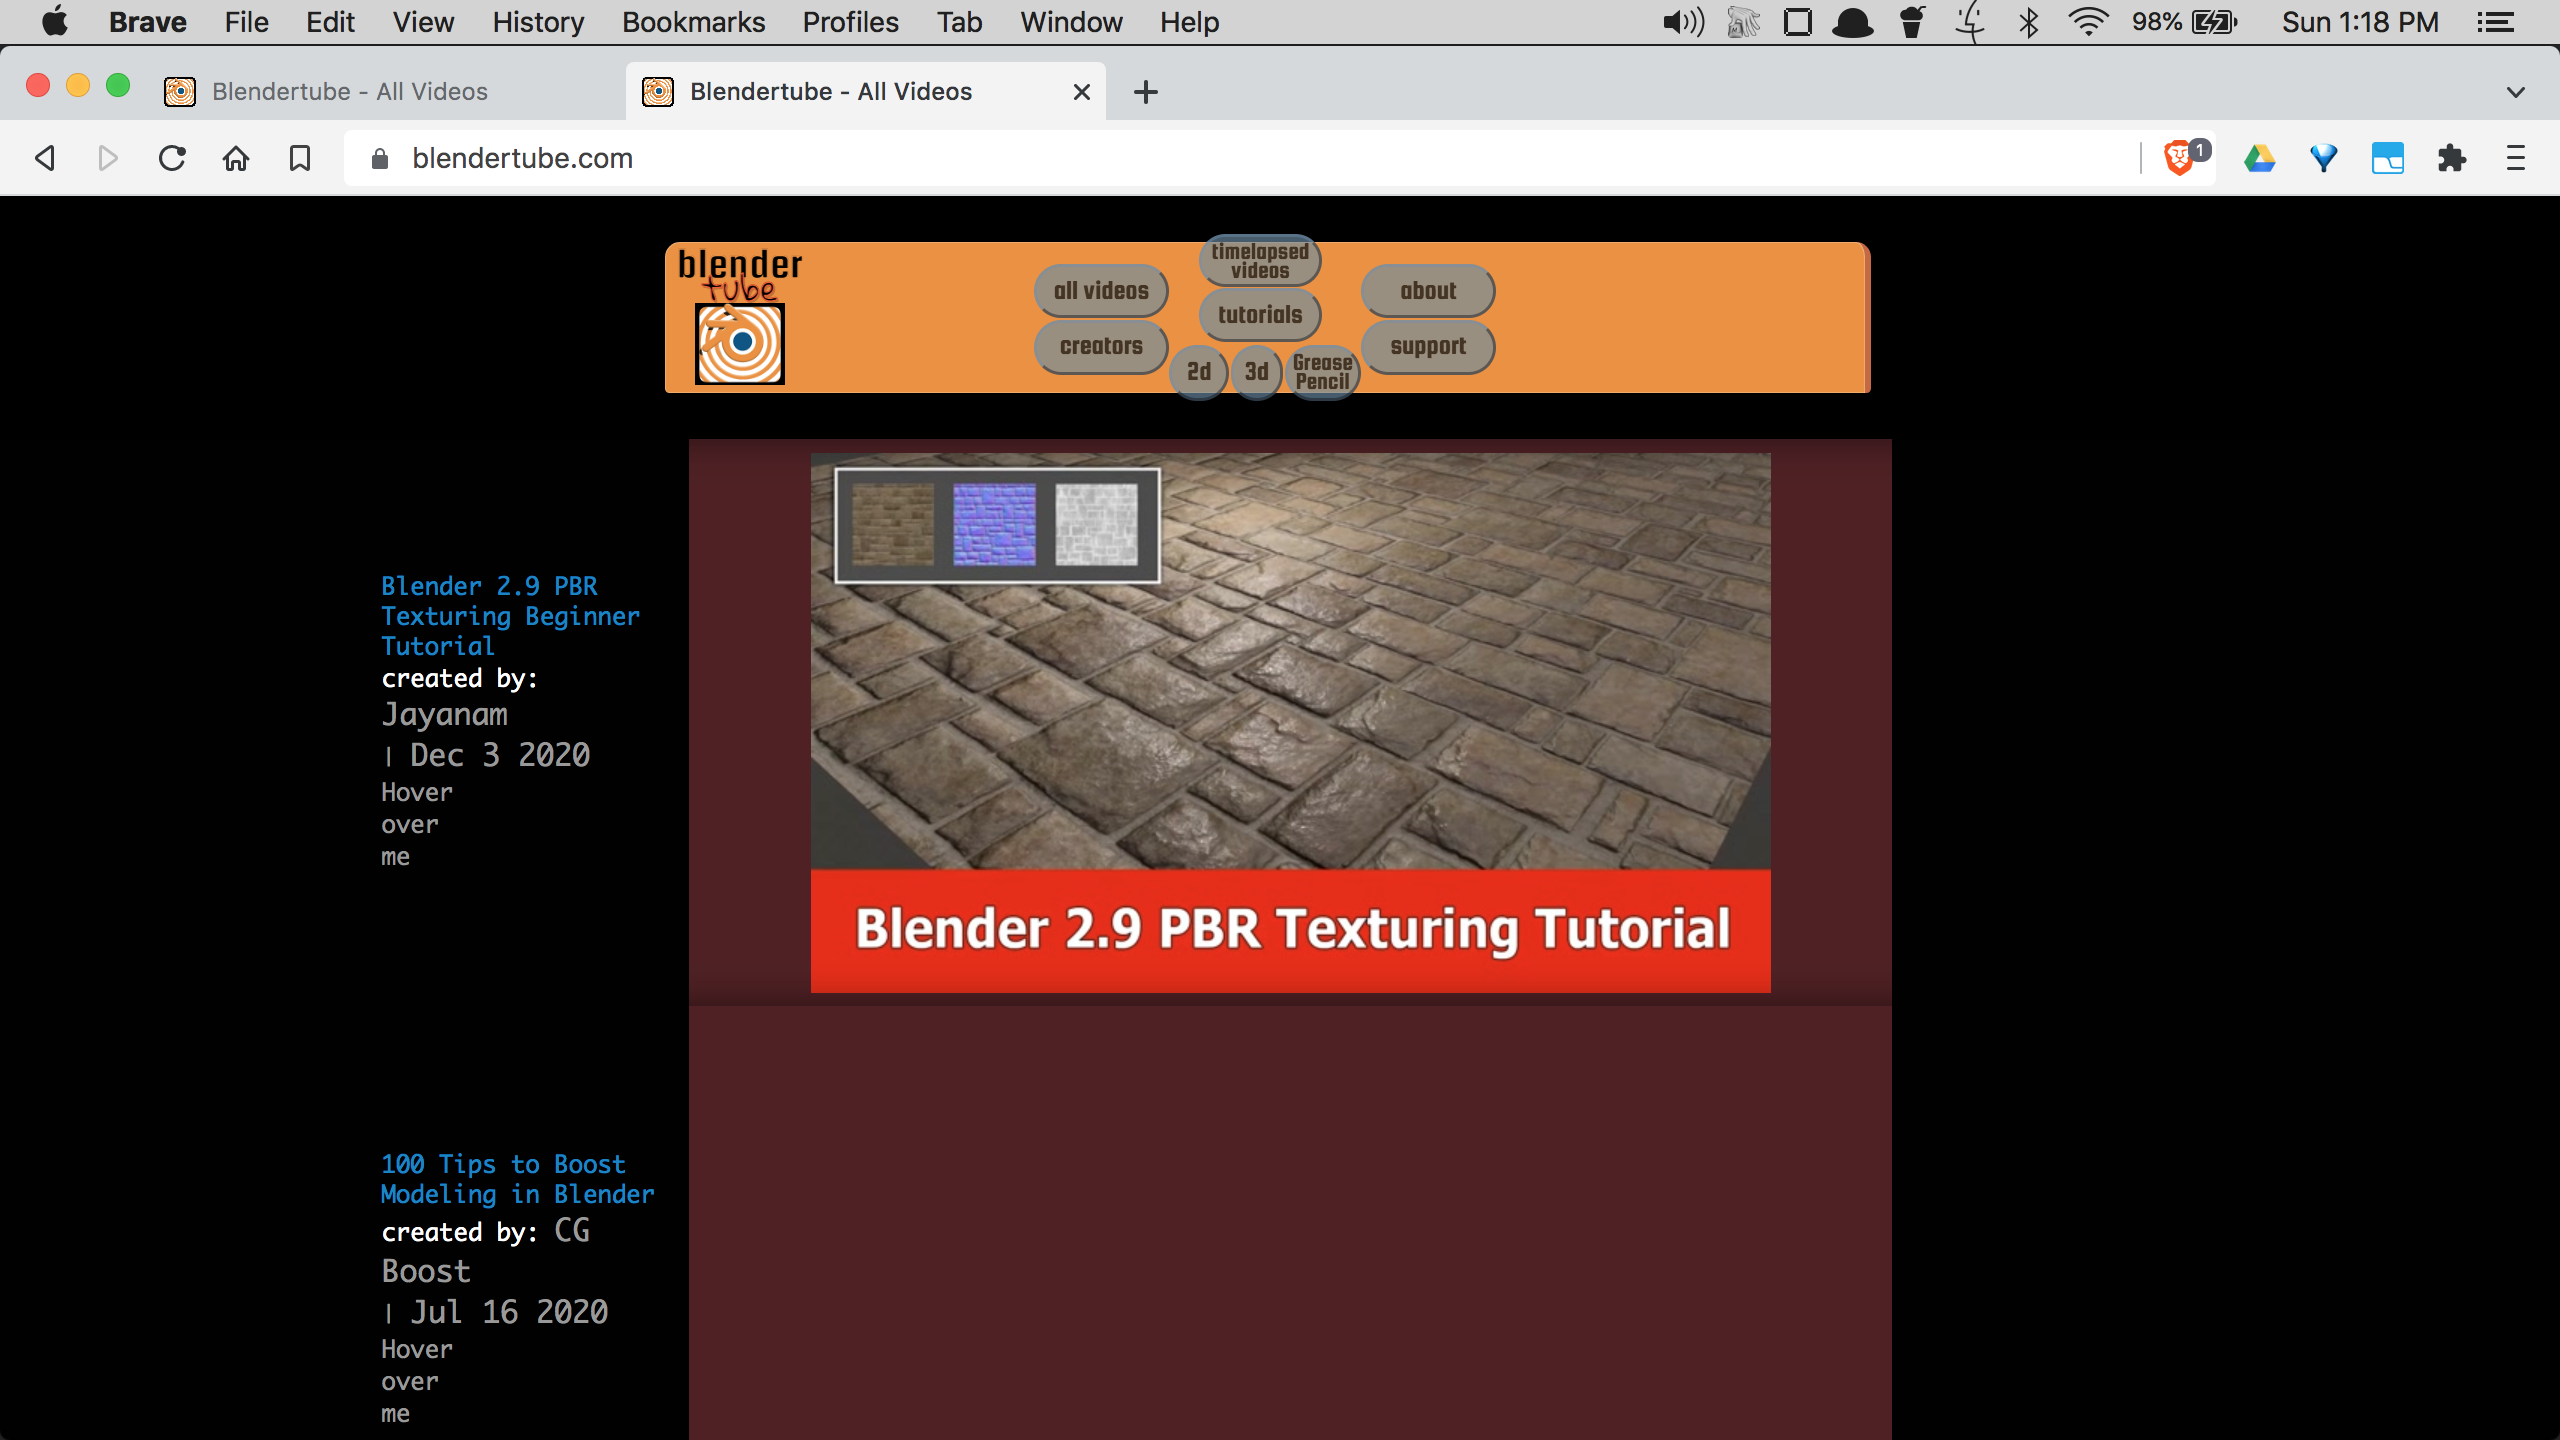 Brave File Edit View History Bookmarks Profiles Tab Window Help 98% Sun 1:18 PM
Blendertube - All Videos Blendertube - All Videos
blendertube.com 1
blender
tube
all videos
creators
timelapsed
videos
tutorials
2d 3d Grease
Pencil
about
support
Blender 2.9 PBR
Texturing Beginner
Tutorial
created by:
Jayanam
| Dec 3 2020
Hover
over
me
Blender 2.9 PBR Texturing Tutorial
100 Tips to Boost
Modeling in Blender
created by: CG
Boost
| Jul 16 2020
Hover
over
me